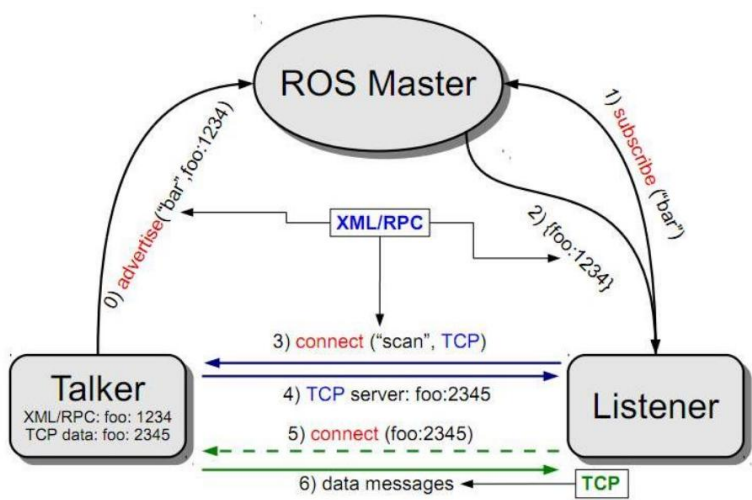 ROS Master
0) advertise("bar",foo:1234)
1) subscribe ("bar")
XML/RPC
2) {foo:1234}
3) connect ("scan", TCP)
Talker
XML/RPC: foo: 1234
TCP data: foo: 2345
4) TCP server: foo:2345
Listener
5) connect (foo:2345)
6) data messages
TCP